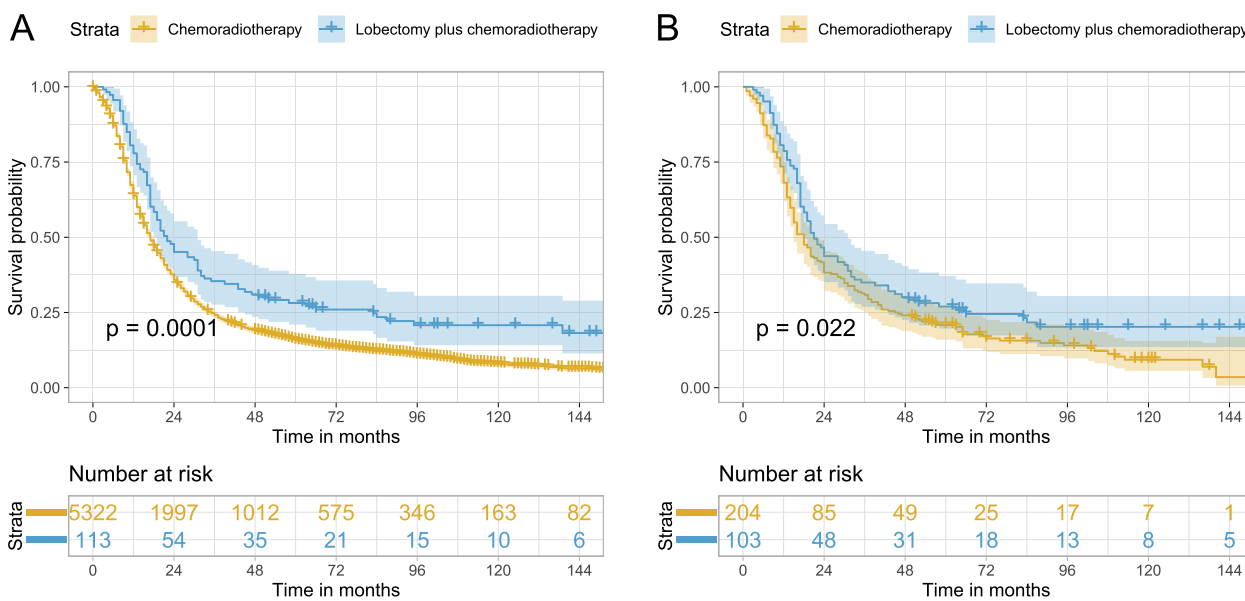 A Strata Chemoradiotherapy Lobectomy plus chemoradiotherapy
Survival probability
1.00
0.75
0.50
0.25
0.00
p = 0.0001
0 24 48 72 96 120 144
Time in months
Number at risk
Strata
5322 1997 1012 575 346 163 82
113 54 35 21 15 10 6
0 24 48 72 96 120 144
Time in months
B Strata Chemoradiotherapy Lobectomy plus chemoradiotherapy
Survival probability
1.00
0.75
0.50
0.25
0.00
p = 0.022
0 24 48 72 96 120 144
Time in months
Number at risk
Strata
204 85 49 25 17 7 1
103 48 31 18 13 8 5
0 24 48 72 96 120 144
Time in months